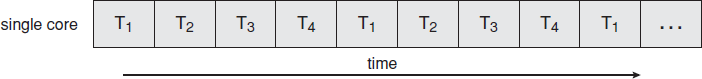 single core T₁ T₂ T₃ T₄ T₁ T₂ T₃ T₄ T₁ ...
time